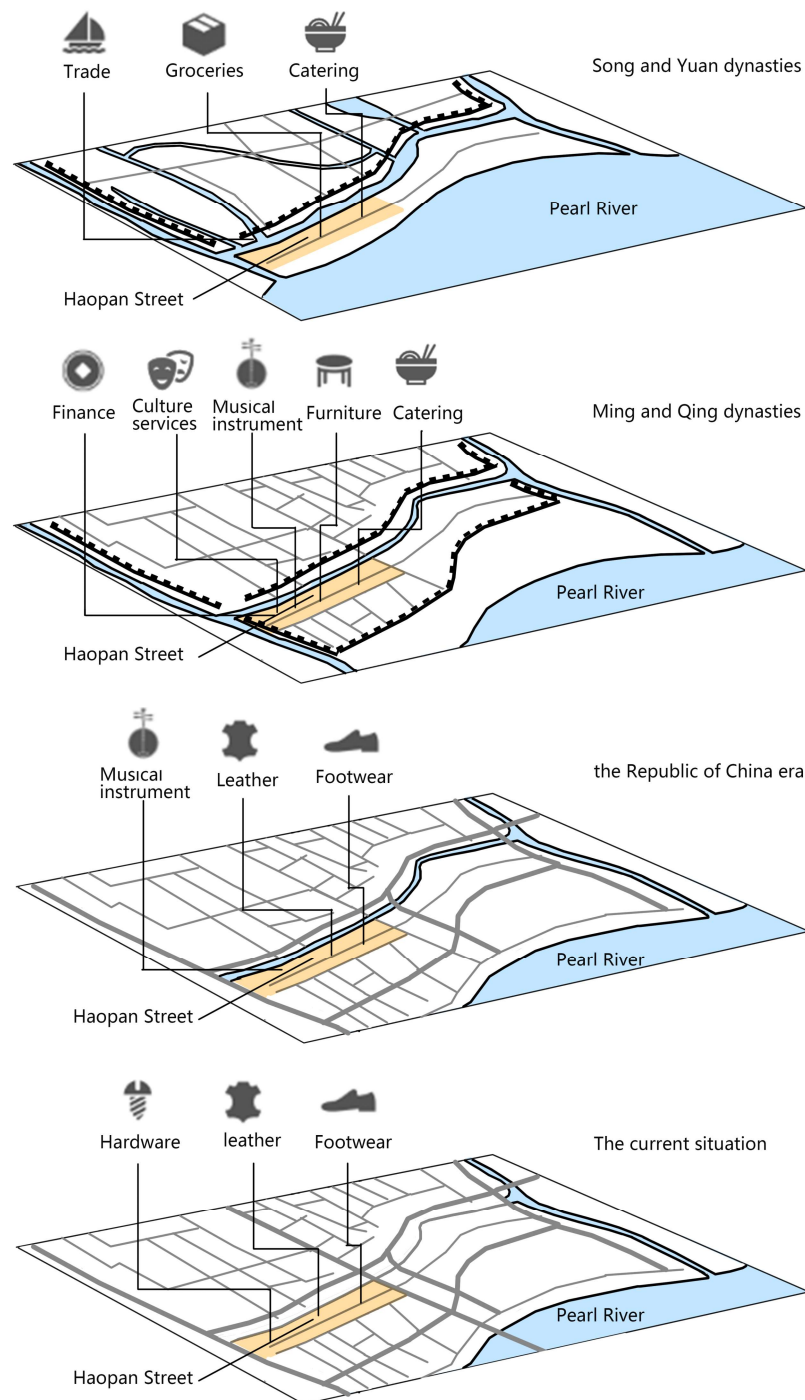 Trade
Groceries
Catering
Song and Yuan dynasties
Pearl River
Haopan Street
Finance
Culture
services
Musical
instrument
Furniture
Catering
Ming and Qing dynasties
Pearl River
Haopan Street
Musical
instrument
Leather
Footwear
the Republic of China era
Pearl River
Haopan Street
Hardware
leather
Footwear
The current situation
Pearl River
Haopan Street